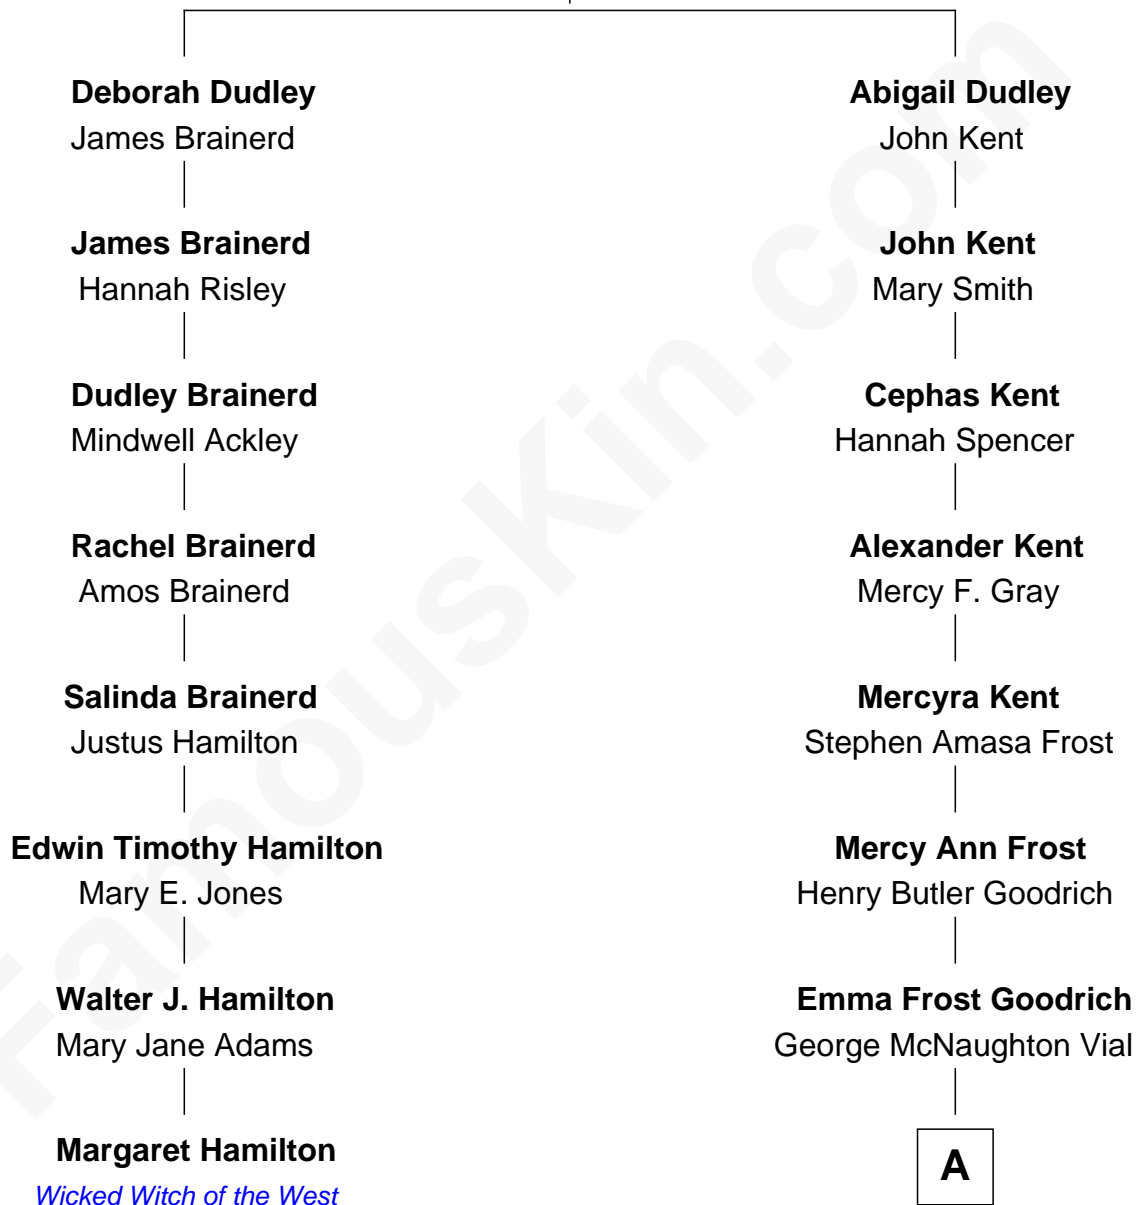 Deborah Dudley
James Brainerd
James Brainerd
Hannah Risley
Dudley Brainerd
Mindwell Ackley
Rachel Brainerd
Amos Brainerd
Salinda Brainerd
Justus Hamilton
Edwin Timothy Hamilton
Mary E. Jones
Walter J. Hamilton
Mary Jane Adams
Margaret Hamilton
Wicked Witch of the West
Abigail Dudley
John Kent
John Kent
Mary Smith
Cephas Kent
Hannah Spencer
Alexander Kent
Mercy F. Gray
Mercyra Kent
Stephen Amasa Frost
Mercy Ann Frost
Henry Butler Goodrich
Emma Frost Goodrich
George McNaughton Vial
A
FamousKin.com